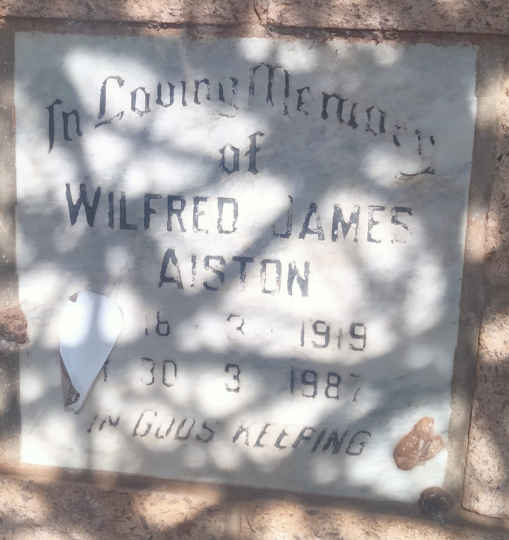 In Loving Memory
of
WILFRED JAMES
AISTON
18 · 3 · 1919
30 3 1987
IN GODS KEEPING